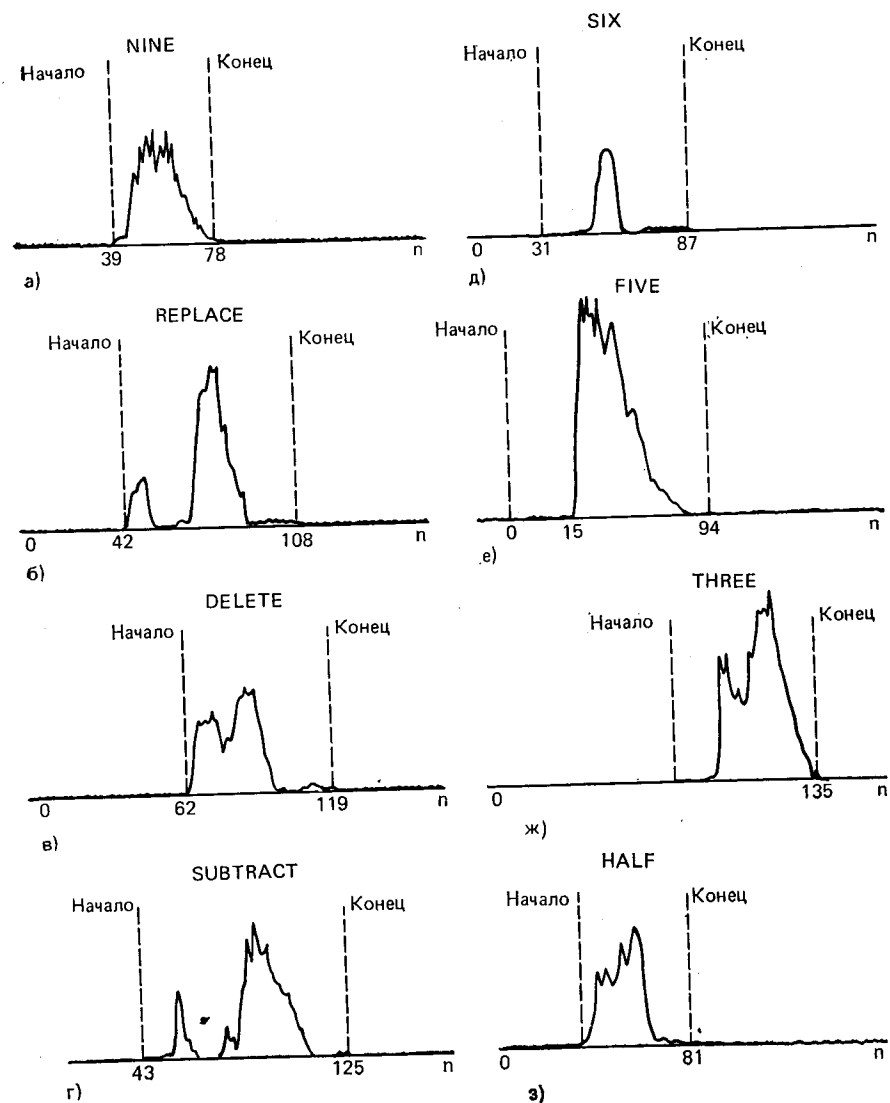 NINE
Начало
Конец
39
78
n
а)
SIX
Начало
Конец
0
31
87
n
д)
REPLACE
Начало
Конец
0
42
108
n
б)
FIVE
Начало
Конец
0
15
94
n
е)
DELETE
Начало
Конец
0
62
119
n
в)
THREE
Начало
Конец
0
135
n
ж)
SUBTRACT
Начало
Конец
43
125
n
г)
HALF
Начало
Конец
0
81
n
з)